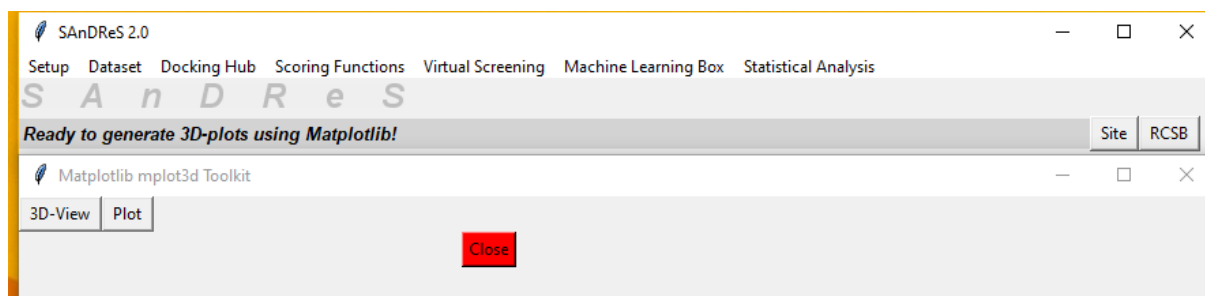 SAnDReS 2.0
Setup Dataset Docking Hub Scoring Functions Virtual Screening Machine Learning Box Statistical Analysis
S A n D R e S
Ready to generate 3D-plots using Matplotlib! Site RCSB
Matplotlib mplot3d Toolkit
3D-View Plot
Close